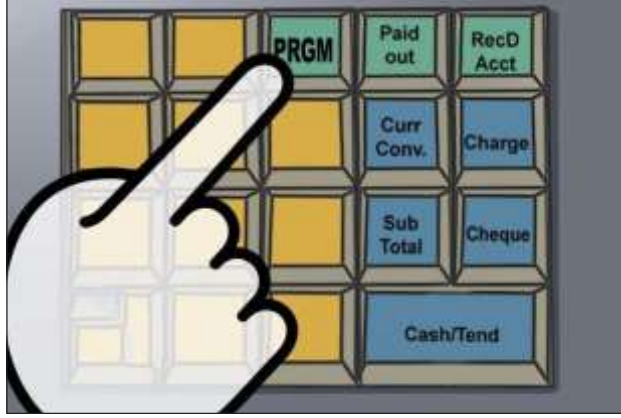 PRGM
Paid
out
RecD
Acct
Curr
Conv.
Charge
Sub
Total
Cheque
Cash/Tend